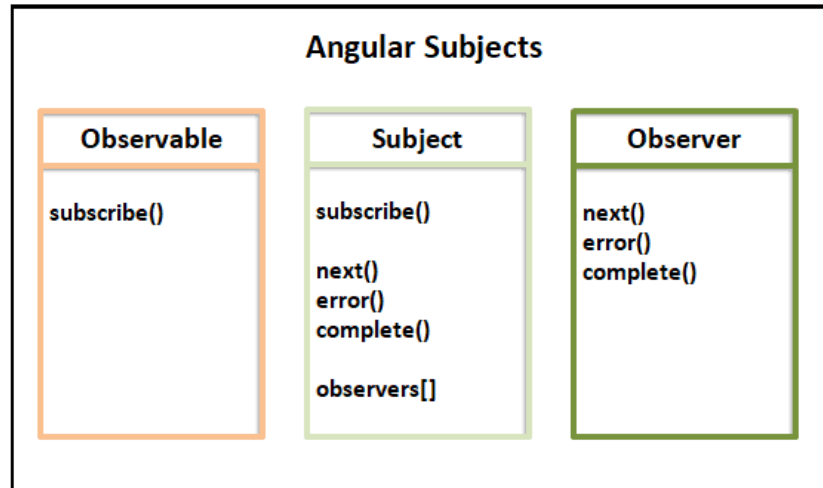 Angular Subjects
Observable
subscribe()
Subject
subscribe()
next()
error()
complete()
observers[]
Observer
next()
error()
complete()